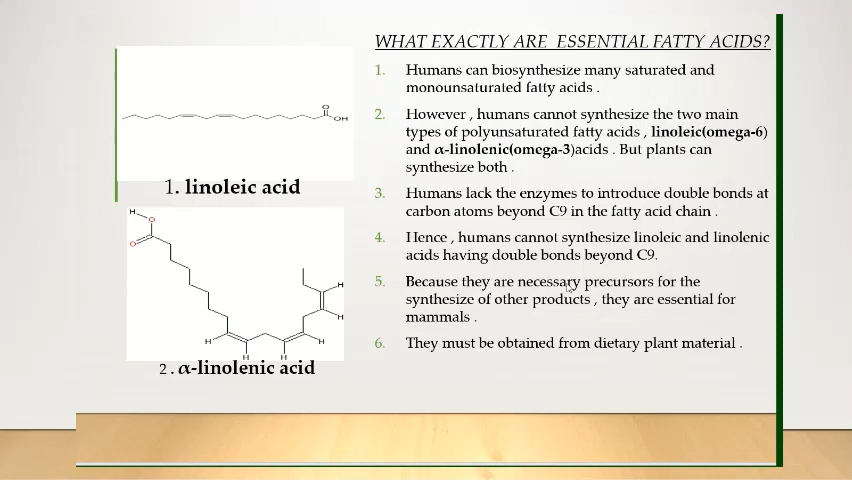 WHAT EXACTLY ARE ESSENTIAL FATTY ACIDS?
1. Humans can biosynthesize many saturated and
monounsaturated fatty acids .
2. However , humans cannot synthesize the two main
types of polyunsaturated fatty acids , linoleic(omega-6)
and α-linolenic(omega-3)acids . But plants can
synthesize both .
3. Humans lack the enzymes to introduce double bonds at
carbon atoms beyond C9 in the fatty acid chain .
4. Hence , humans cannot synthesize linoleic and linolenic
acids having double bonds beyond C9.
5. Because they are necessary precursors for the
synthesize of other products , they are essential for
mammals .
6. They must be obtained from dietary plant material .
O
OH
1. linoleic acid
H
O
O
H
H
H
H
H
H
2 . α-linolenic acid